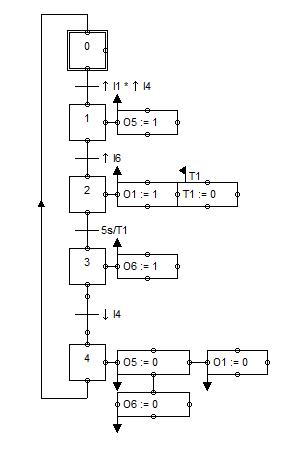 0
↑ I1 * ↑ I4
1
O5 := 1
↑ I6
T1
2
O1 := 1
T1 := 0
5s/T1
3
O6 := 1
↓ I4
4
O5 := 0
O1 := 0
O6 := 0